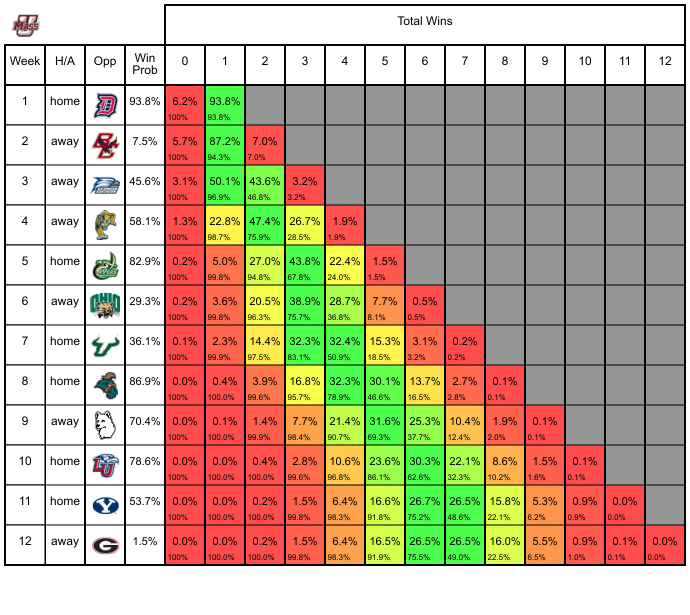 MASS
Total Wins
Week H/A Opp Win Prob 0 1 2 3 4 5 6 7 8 9 10 11 12
1 home 93.8% 6.2% 93.8%
100% 93.8%
2 away 7.5% 5.7% 87.2% 7.0%
100% 94.3% 7.0%
3 away 45.6% 3.1% 50.1% 43.6% 3.2%
100% 96.9% 46.8% 3.2%
4 away 58.1% 1.3% 22.8% 47.4% 26.7% 1.9%
100% 98.7% 75.9% 28.5% 1.9%
5 home 82.9% 0.2% 5.0% 27.0% 43.8% 22.4% 1.5%
100% 99.8% 94.8% 67.8% 24.0% 1.5%
6 away OHIO 29.3% 0.2% 3.6% 20.5% 38.9% 28.7% 7.7% 0.5%
100% 99.8% 96.3% 75.7% 36.8% 8.1% 0.5%
7 home 36.1% 0.1% 2.3% 14.4% 32.3% 32.4% 15.3% 3.1% 0.2%
100% 99.9% 97.5% 83.1% 50.9% 18.5% 3.2% 0.2%
8 home 86.9% 0.0% 0.4% 3.9% 16.8% 32.3% 30.1% 13.7% 2.7% 0.1%
100% 100.0% 99.6% 95.7% 78.9% 46.6% 16.5% 2.8% 0.1%
9 away 70.4% 0.0% 0.1% 1.4% 7.7% 21.4% 31.6% 25.3% 10.4% 1.9% 0.1%
100% 100.0% 99.9% 98.4% 90.7% 69.3% 37.7% 12.4% 2.0% 0.1%
10 home LU 78.6% 0.0% 0.0% 0.4% 2.8% 10.6% 23.6% 30.3% 22.1% 8.6% 1.5% 0.1%
100% 100.0% 100.0% 99.6% 96.8% 86.1% 62.6% 32.3% 10.2% 1.6% 0.1%
11 home Y 53.7% 0.0% 0.0% 0.2% 1.5% 6.4% 16.6% 26.7% 26.5% 15.8% 5.3% 0.9% 0.0%
100% 100.0% 100.0% 99.8% 98.3% 91.8% 75.2% 48.6% 22.1% 6.2% 0.9% 0.0%
12 away G 1.5% 0.0% 0.0% 0.2% 1.5% 6.4% 16.5% 26.5% 26.5% 16.0% 5.5% 0.9% 0.1% 0.0%
100% 100.0% 100.0% 99.8% 98.3% 91.9% 75.5% 49.0% 22.5% 6.5% 1.0% 0.1% 0.0%